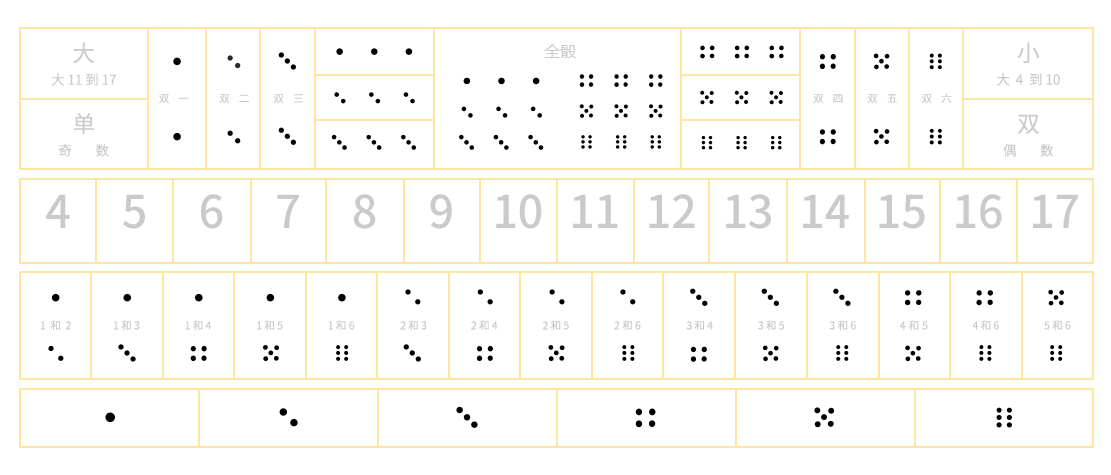 大
大 11 到 17
单
奇 数
双 一
双 二
双 三
全骰
双 四
双 五
双 六
小
大 4 到 10
双
偶 数
4 5 6 7 8 9 10 11 12 13 14 15 16 17
1 和 2 1 和 3 1 和 4 1 和 5 1 和 6 2 和 3 2 和 4 2 和 5 2 和 6 3 和 4 3 和 5 3 和 6 4 和 5 4 和 6 5 和 6